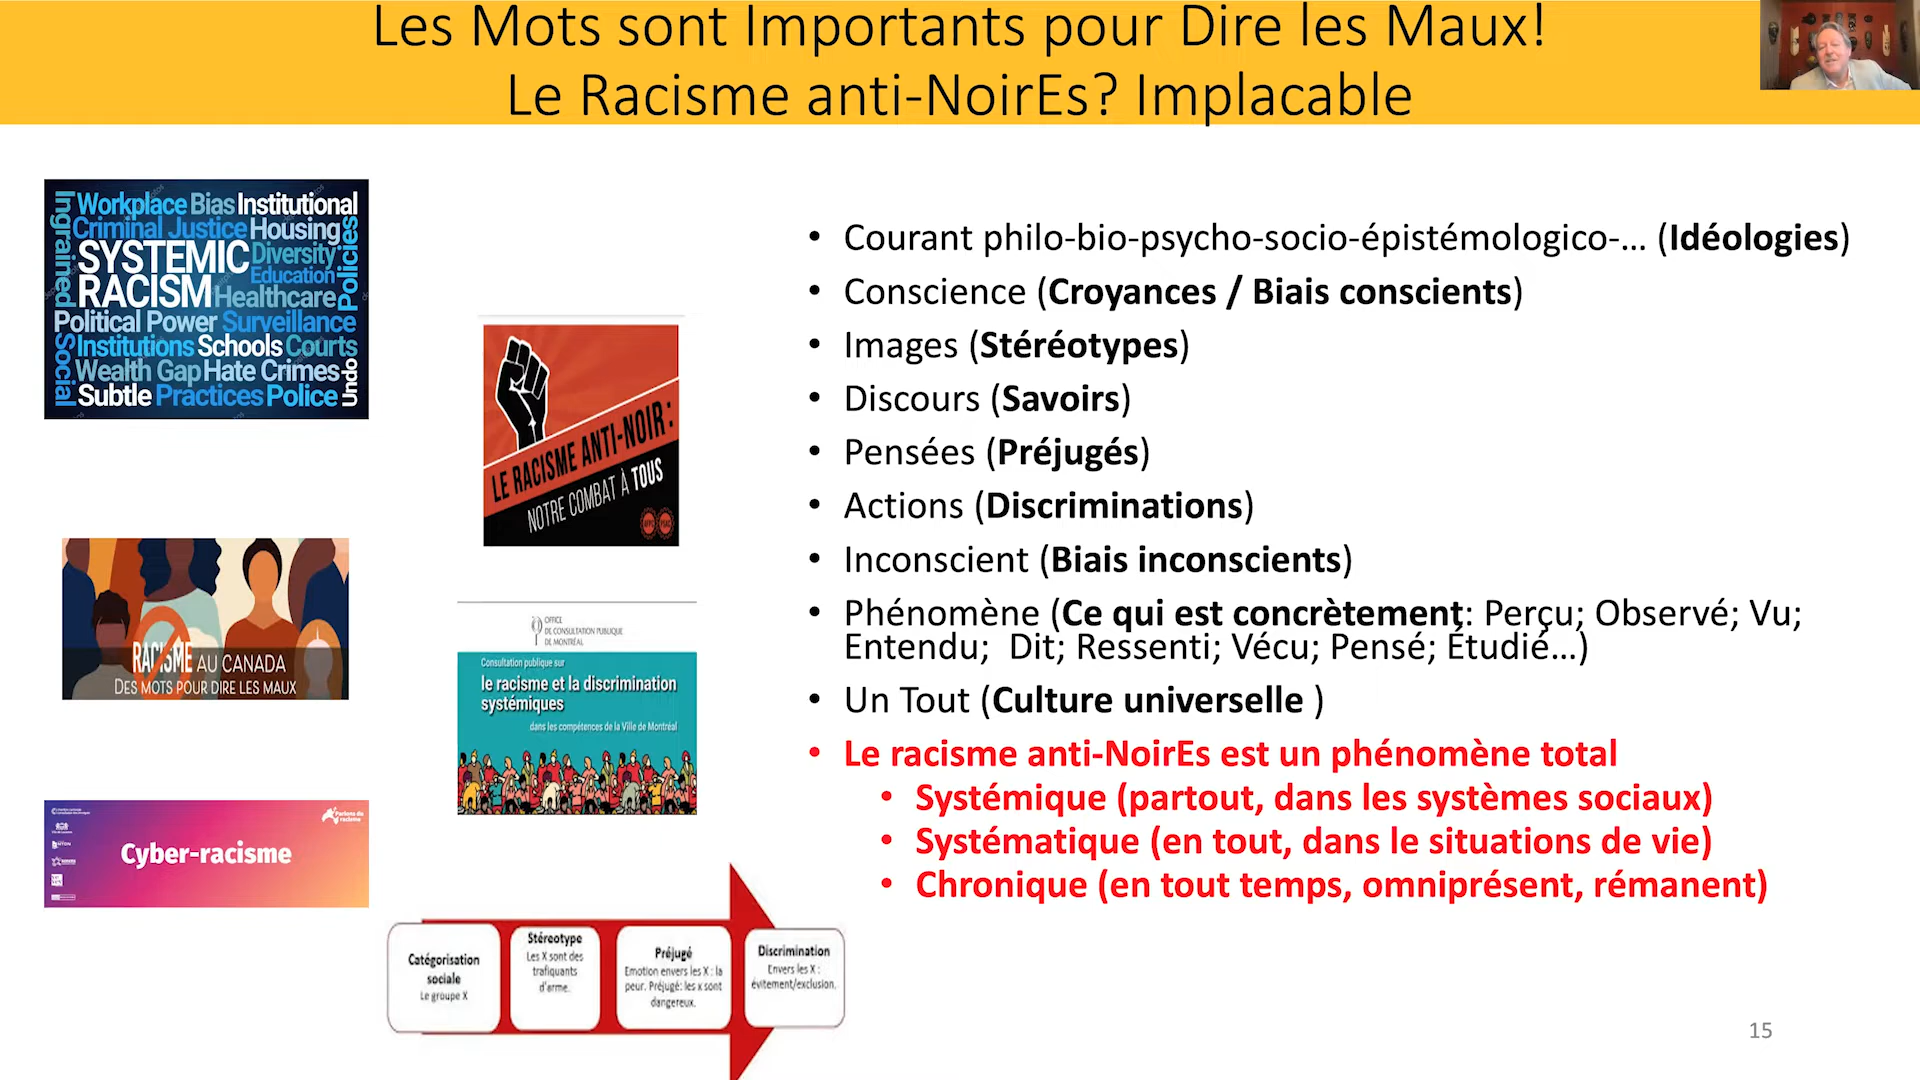 Les Mots sont Importants pour Dire les Maux!
Le Racisme anti-NoirEs? Implacable
Ingrained
Workplace Bias Institutional
Criminal Justice Housing
SYSTEMIC Diversity
Education
RACISM Healthcare
Policies
Political Power Surveillance
Social
Institutions Schools Courts
Wealth Gap Hate Crimes
Subtle Practices Police
Undo
LE RACISME ANTI-NOIR :
NOTRE COMBAT À TOUS
RACISME AU CANADA
DES MOTS POUR DIRE LES MAUX
OFFICE
DE CONSULTATION PUBLIQUE
DE MONTRÉAL
Consultation publique sur
le racisme et la discrimination
systémiques
dans les compétences de la Ville de Montréal
Parlons du
racisme
Cyber-racisme
Catégorisation
sociale
Le groupe X
Stéreotype
Les X sont des
trafiquants
d'arme.
Préjugé
Emotion envers les X : la
peur. Préjugé: les x sont
dangereux.
Discrimination
Envers les X :
évitement/exclusion.
• Courant philo-bio-psycho-socio-épistémologico-... (Idéologies)
• Conscience (Croyances / Biais conscients)
• Images (Stéréotypes)
• Discours (Savoirs)
• Pensées (Préjugés)
• Actions (Discriminations)
• Inconscient (Biais inconscients)
• Phénomène (Ce qui est concrètement: Perçu; Observé; Vu;
Entendu;  Dit; Ressenti; Vécu; Pensé; Étudié...)
• Un Tout (Culture universelle )
• Le racisme anti-NoirEs est un phénomène total
• Systémique (partout, dans les systèmes sociaux)
• Systématique (en tout, dans le situations de vie)
• Chronique (en tout temps, omniprésent, rémanent)
15